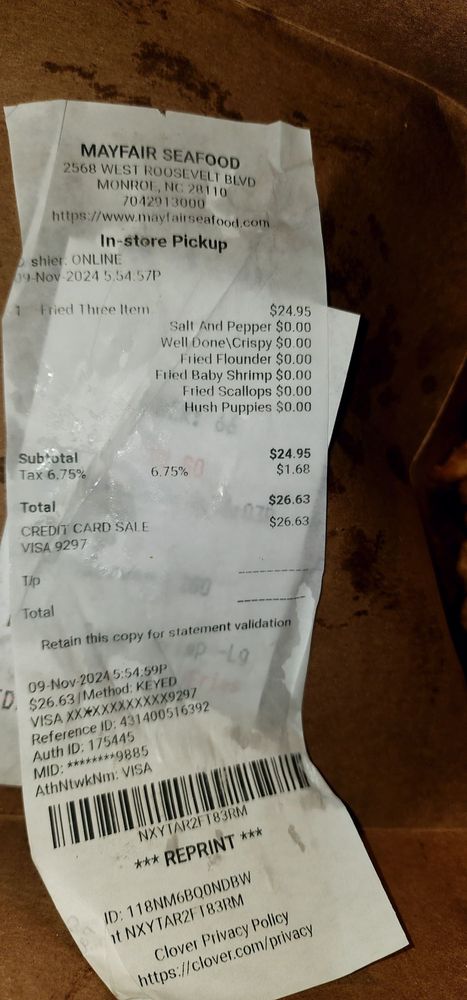 MAYFAIR SEAFOOD
2568 WEST ROOSEVELT BLVD
MONROE, NC 28110
7042913000
https://www.mayfairseafood.com
In-store Pickup
shier: ONLINE
09-Nov-2024 5:54:57P
1 Fried Three Item $24.95
Salt And Pepper $0.00
Well Done\Crispy $0.00
Fried Flounder $0.00
Fried Baby Shrimp $0.00
Fried Scallops $0.00
Hush Puppies $0.00
Subtotal $24.95
Tax 6.75% 6.75% $1.68
Total $26.63
CREDIT CARD SALE $26.63
VISA 9297
Tip
Total
Retain this copy for statement validation
09-Nov-2024 5:54:59P
$26.63 | Method: KEYED
VISA XXXXXXXXXXXX9297
Reference ID: 431400516392
Auth ID: 175445
MID: ********9885
AthNtwkNm: VISA
NXYTAR2FT83RM
*** REPRINT ***
ID: 118NM6BQ0NDBW
nt NXYTAR2FT83RM
Clover Privacy Policy
https://clover.com/privacy